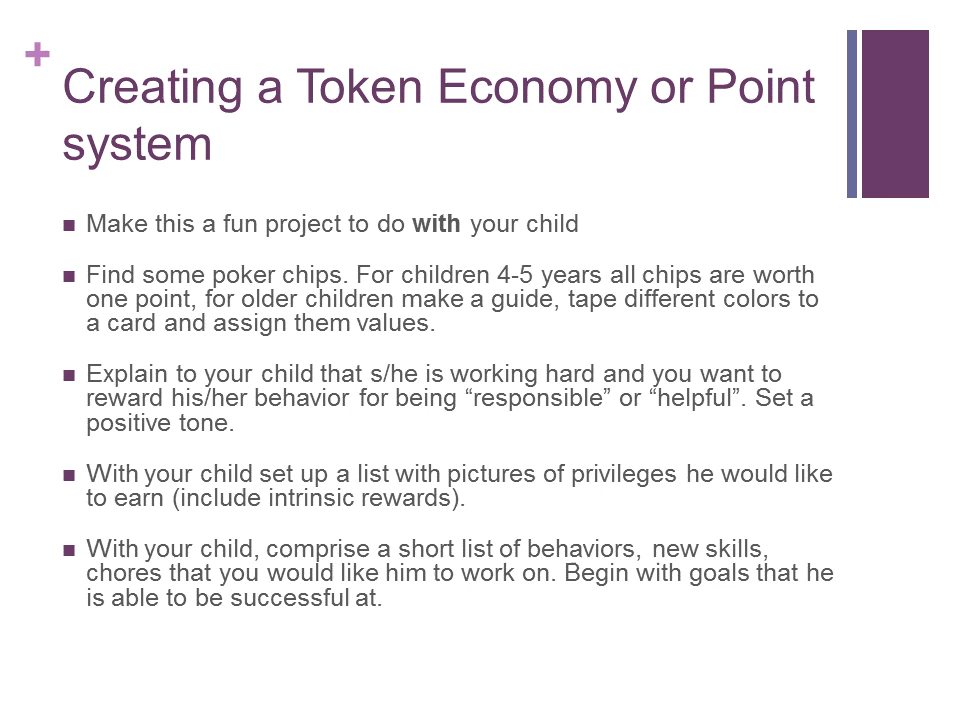 +
Creating a Token Economy or Point
system
■ Make this a fun project to do with your child
■ Find some poker chips. For children 4-5 years all chips are worth
one point, for older children make a guide, tape different colors to
a card and assign them values.
■ Explain to your child that s/he is working hard and you want to
reward his/her behavior for being “responsible” or “helpful”. Set a
positive tone.
■ With your child set up a list with pictures of privileges he would like
to earn (include intrinsic rewards).
■ With your child, comprise a short list of behaviors, new skills,
chores that you would like him to work on. Begin with goals that he
is able to be successful at.